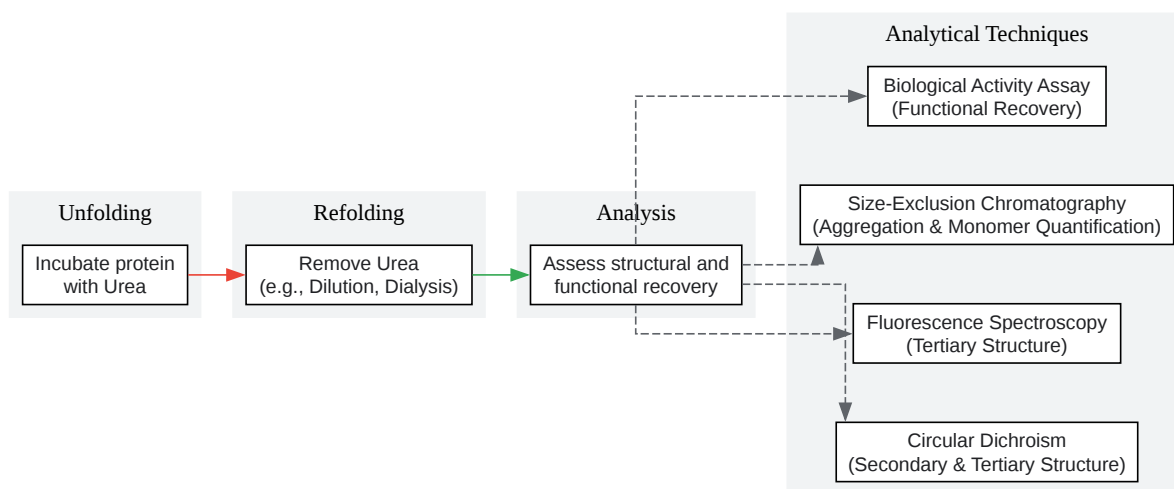 Unfolding
Incubate protein
with Urea
Refolding
Remove Urea
(e.g., Dilution, Dialysis)
Analysis
Assess structural and
functional recovery
Analytical Techniques
Biological Activity Assay
(Functional Recovery)
Size-Exclusion Chromatography
(Aggregation & Monomer Quantification)
Fluorescence Spectroscopy
(Tertiary Structure)
Circular Dichroism
(Secondary & Tertiary Structure)